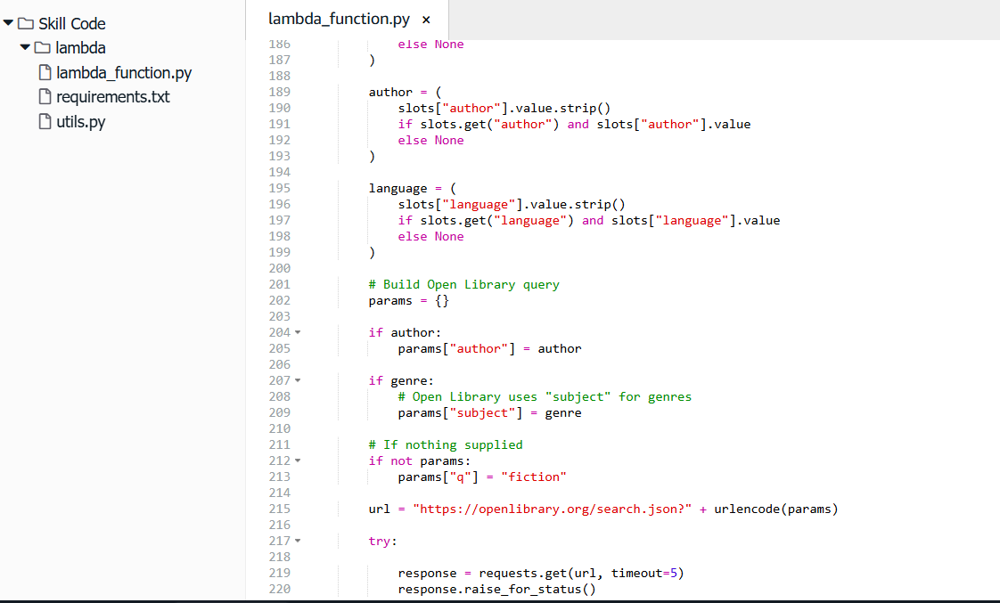 Skill Code
lambda
lambda_function.py
requirements.txt
utils.py
lambda_function.py ×
186 else None
187 )
188
189 author = (
190 slots["author"].value.strip()
191 if slots.get("author") and slots["author"].value
192 else None
193 )
194
195 language = (
196 slots["language"].value.strip()
197 if slots.get("language") and slots["language"].value
198 else None
199 )
200
201 # Build Open Library query
202 params = {}
203
204 if author:
205 params["author"] = author
206
207 if genre:
208 # Open Library uses "subject" for genres
209 params["subject"] = genre
210
211 # If nothing supplied
212 if not params:
213 params["q"] = "fiction"
214
215 url = "https://openlibrary.org/search.json?" + urlencode(params)
216
217 try:
218
219 response = requests.get(url, timeout=5)
220 response.raise_for_status()